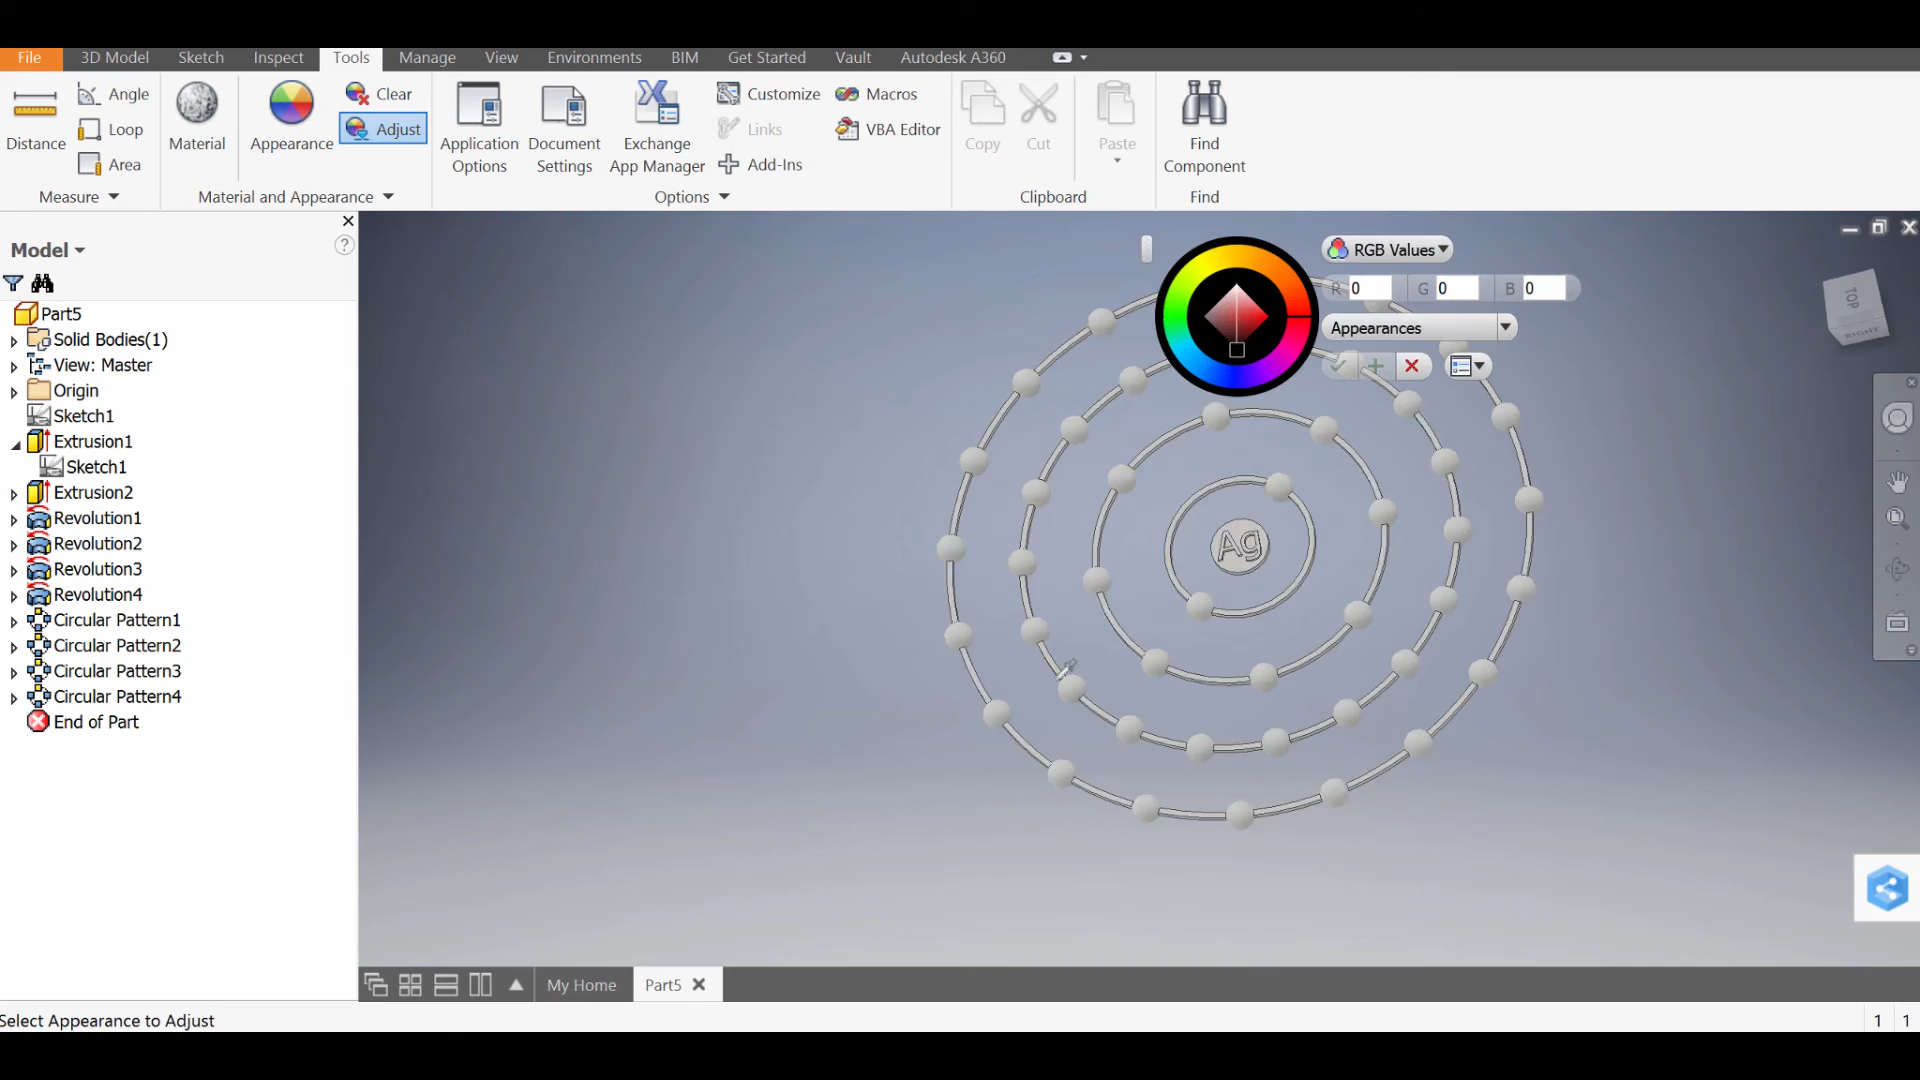 File 3D Model Sketch Inspect Tools Manage View Environments BIM Get Started Vault Autodesk A360
Distance
Angle
Loop
Area
Measure
Material
Appearance
Clear
Adjust
Material and Appearance
Application
Options
Document
Settings
Exchange
App Manager
Customize
Links
Add-Ins
Macros
VBA Editor
Options
Copy
Cut
Paste
Clipboard
Find
Component
Find
Model
Part5
Solid Bodies(1)
View: Master
Origin
Sketch1
Extrusion1
Sketch1
Extrusion2
Revolution1
Revolution2
Revolution3
Revolution4
Circular Pattern1
Circular Pattern2
Circular Pattern3
Circular Pattern4
End of Part
RGB Values
R 0 G 0 B 0
Appearances
TOP
RIGHT
Ag
My Home
Part5
Select Appearance to Adjust
1 1